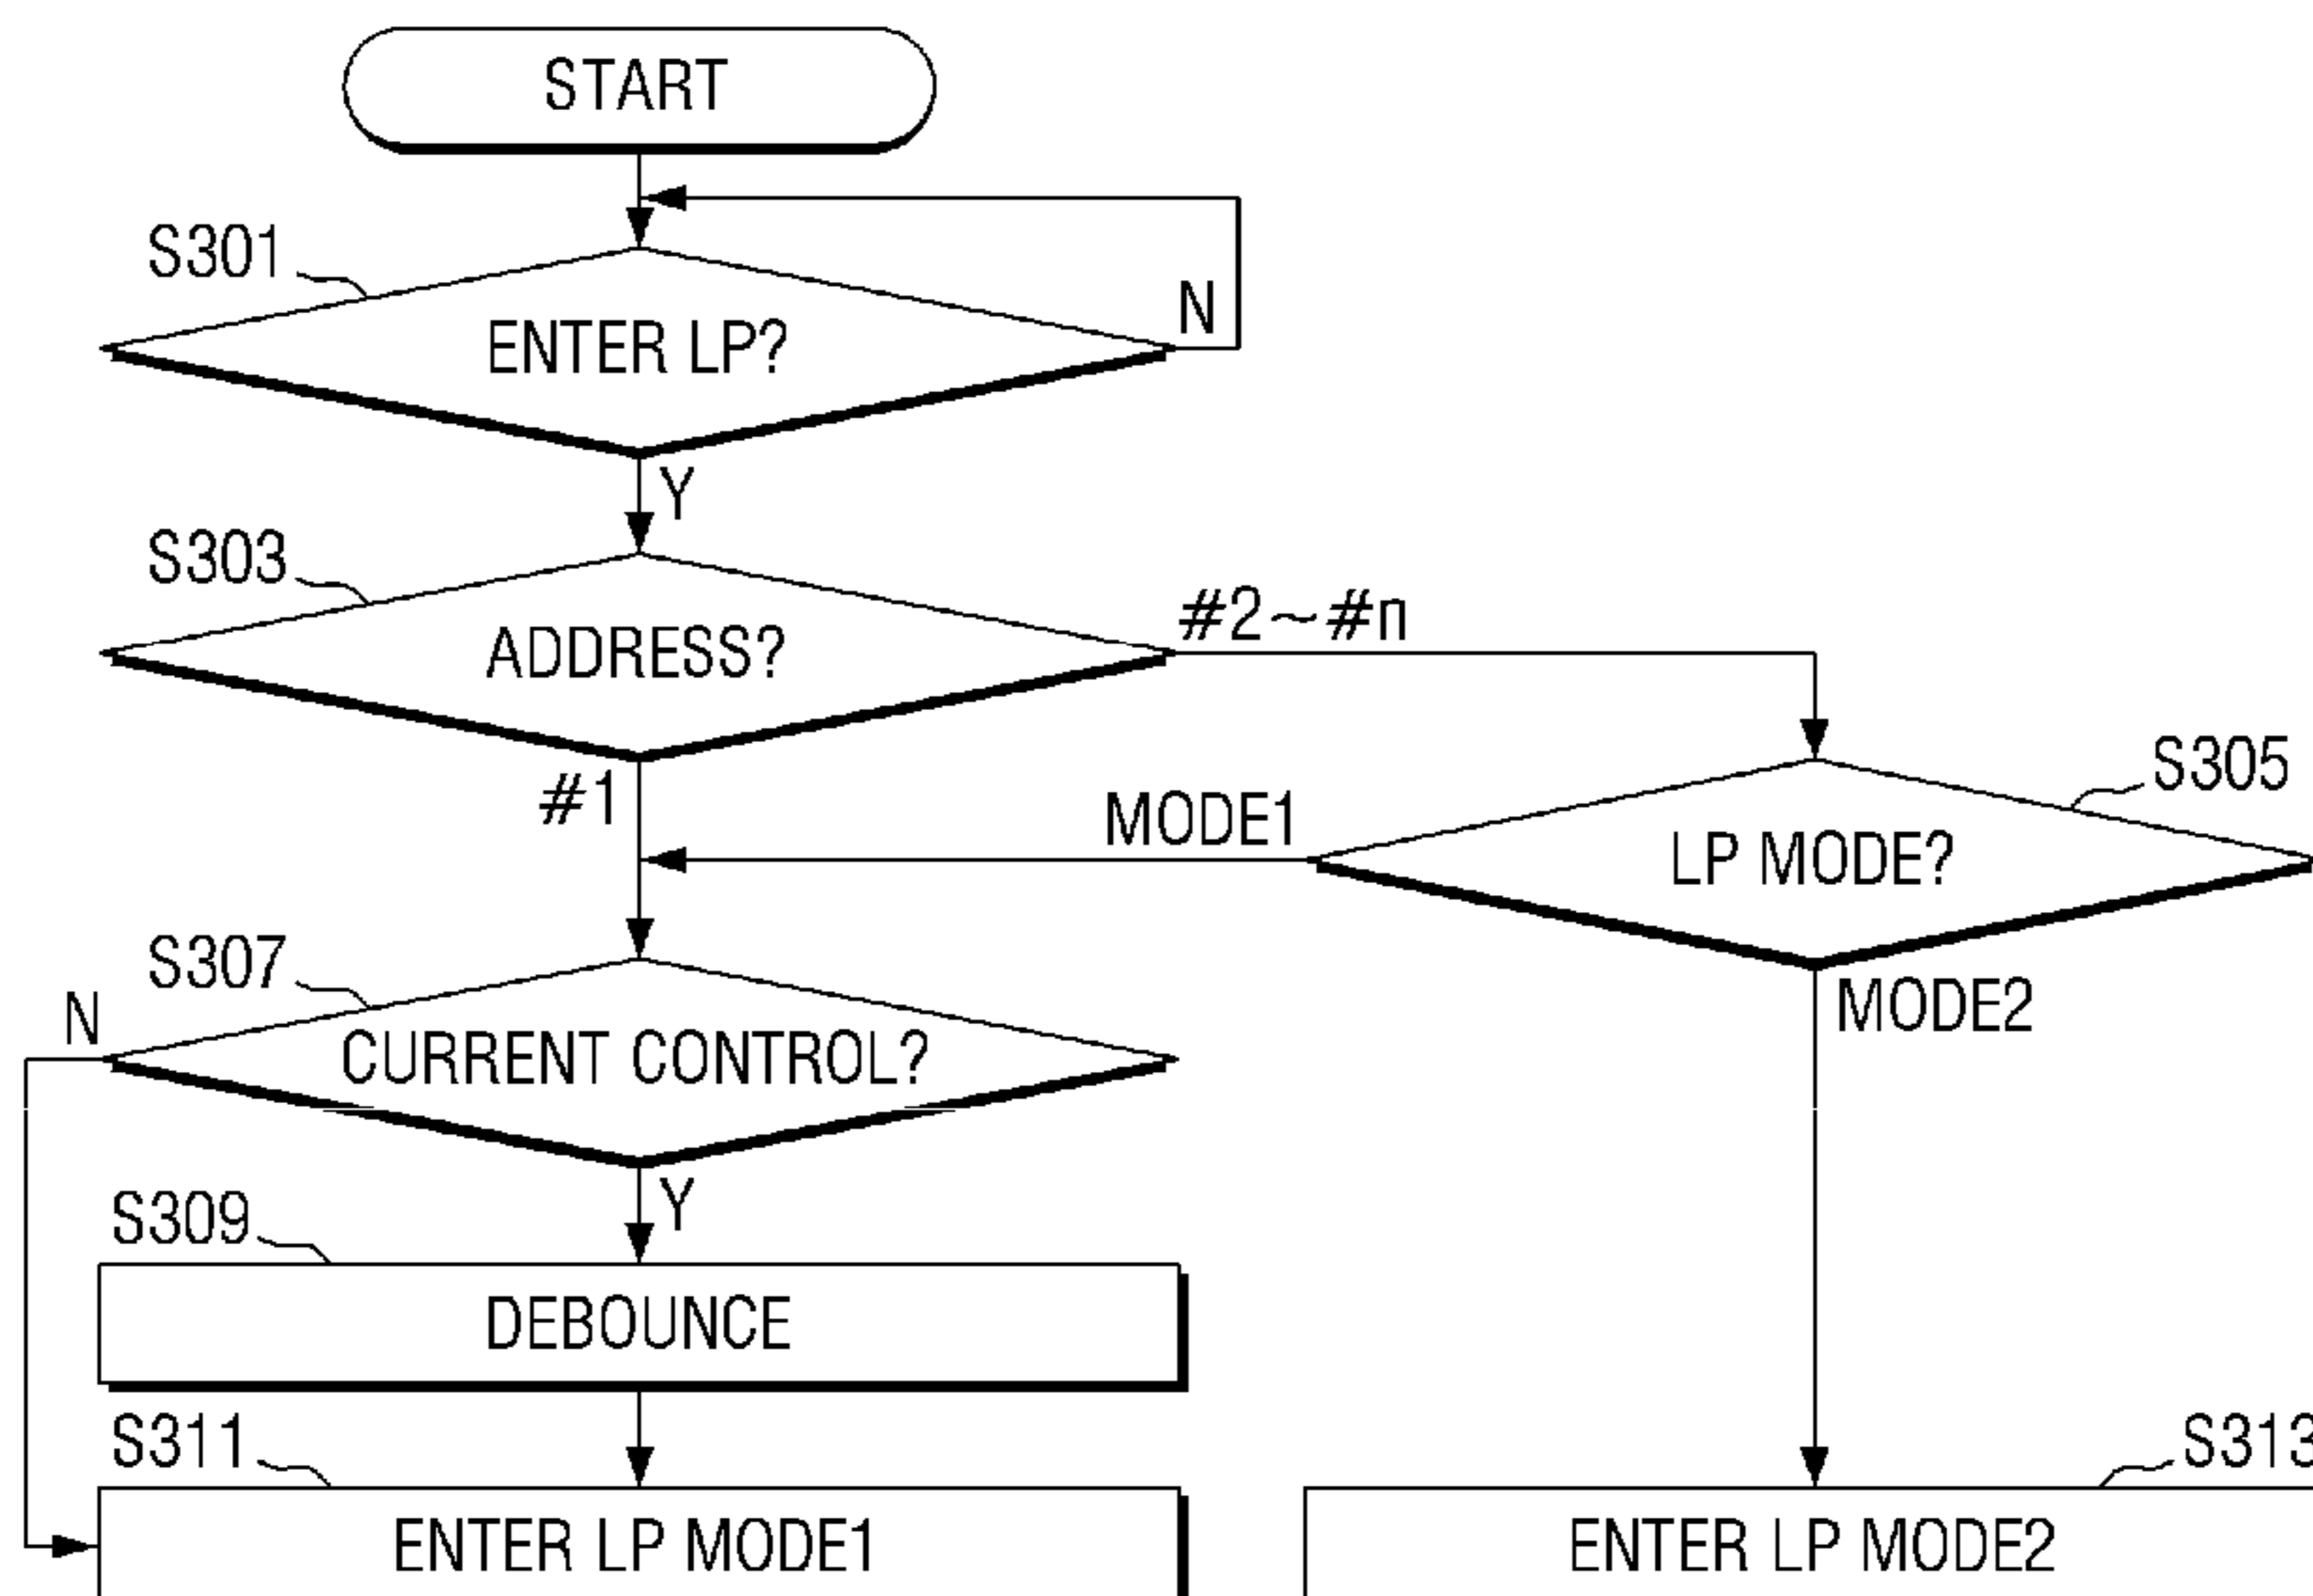 START
S301
N
ENTER LP?
Y
S303
#2~#n
ADDRESS?
#1
S305
MODE1
LP MODE?
S307
N
MODE2
CURRENT CONTROL?
Y
S309
DEBOUNCE
S311
S313
ENTER LP MODE1
ENTER LP MODE2